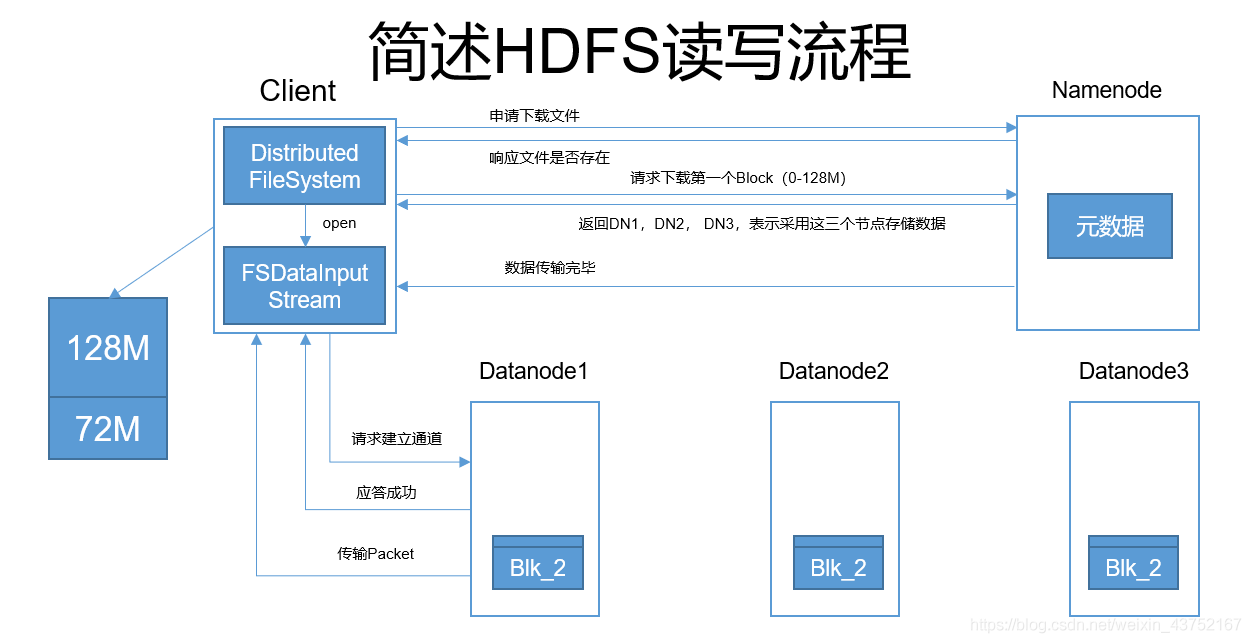 简述HDFS读写流程
Client
Namenode
申请下载文件
Distributed
FileSystem
响应文件是否存在
请求下载第一个Block（0-128M)
open
返回DN1，DN2， DN3，表示采用这三个节点存储数据
元数据
FSDataInput
Stream
数据传输完毕
128M
72M
Datanode1
Datanode2
Datanode3
请求建立通道
应答成功
传输Packet
Blk_2
Blk_2
Blk_2
https://blog.csdn.net/weixin_43752167